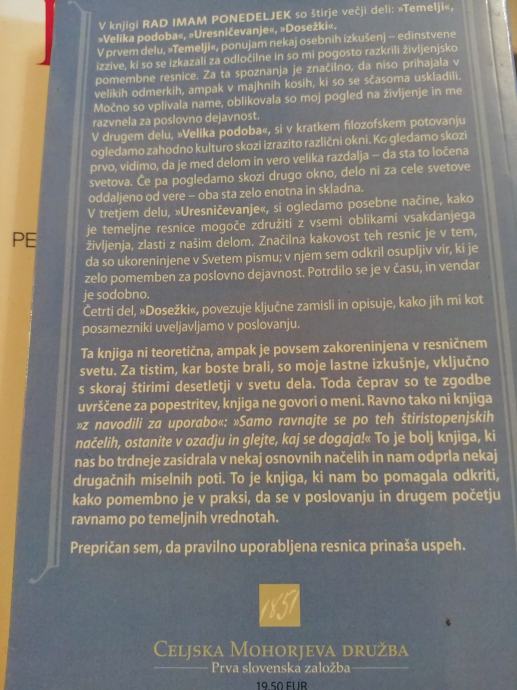 V knjigi RAD IMAM PONEDELJEK so štirje večji deli: »Temelji«,
»Velika podoba«, »Uresničevanje«, »Dosežki«.
V prvem delu, »Temelji«, ponujam nekaj osebnih izkušenj – edinstvene
izzive, ki so se izkazali za odločilne in so mi pogosto razkrili življenjsko
pomembne resnice. Za ta spoznanja je značilno, da niso prihajala v
velikih odmerkih, ampak v majhnih kosih, ki so se sčasoma uskladili.
Močno so vplivala name, oblikovala so moj pogled na življenje in me
razvnela za poslovno dejavnost.
V drugem delu, »Velika podoba«, si v kratkem filozofskem potovanju
ogledamo zahodno kulturo skozi izrazito različni okni. Ko gledamo skozi
prvo, vidimo, da je med delom in vero velika razdalja – da sta to ločena
svetova. Če pa pogledamo skozi drugo okno, delo ni za cele svetove
oddaljeno od vere – oba sta zelo enotna in skladna.
V tretjem delu, »Uresničevanje«, si ogledamo posebne načine, kako
je temeljne resnice mogoče združiti z vsemi oblikami vsakdanjega
življenja, zlasti z našim delom. Značilna kakovost teh resnic je v tem,
da so ukoreninjene v Svetem pismu; v njem sem odkril osupljiv vir, ki je
zelo pomemben za poslovno dejavnost. Potrdilo se je v času, in vendar
je sodobno.
Četrti del, »Dosežki«, povezuje ključne zamisli in opisuje, kako jih mi kot
posamezniki uveljavljamo v poslovanju.
Ta knjiga ni teoretična, ampak je povsem zakoreninjena v resničnem
svetu. Za tistim, kar boste brali, so moje lastne izkušnje, vključno
s skoraj štirimi desetletji v svetu dela. Toda čeprav so te zgodbe
uvrščene za popestritev, knjiga ne govori o meni. Ravno tako ni knjiga
»z navodili za uporabo«: »Samo ravnajte se po teh štiristopenjskih
načelih, ostanite v ozadju in glejte, kaj se dogaja!« To je bolj knjiga, ki
nas bo trdneje zasidrala v nekaj osnovnih načelih in nam odprla nekaj
drugačnih miselnih poti. To je knjiga, ki nam bo pomagala odkriti,
kako pomembno je v praksi, da se v poslovanju in drugem početju
ravnamo po temeljnih vrednotah.
Prepričan sem, da pravilno uporabljena resnica prinaša uspeh.
PE
1851
CELJSKA MOHORJEVA DRUŽBA
Prva slovenska založba
19,50 EUR